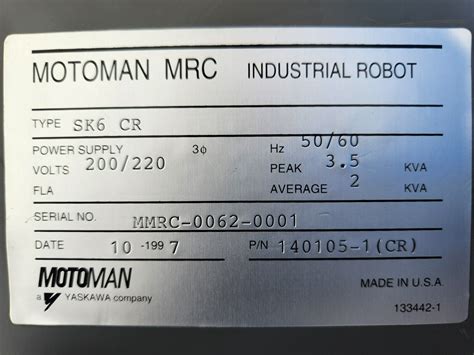 MOTOMAN MRC INDUSTRIAL ROBOT
TYPE SK6 CR
POWER SUPPLY 3¢ Hz 50/60
VOLTS 200/220 PEAK 3.5 KVA
FLA AVERAGE 2 KVA
SERIAL NO. MMRC-0062-0001
DATE 10 -1997 P/N 140105-1(CR)
MOTOMAN
a YASKAWA company
MADE IN U.S.A.
133442-1